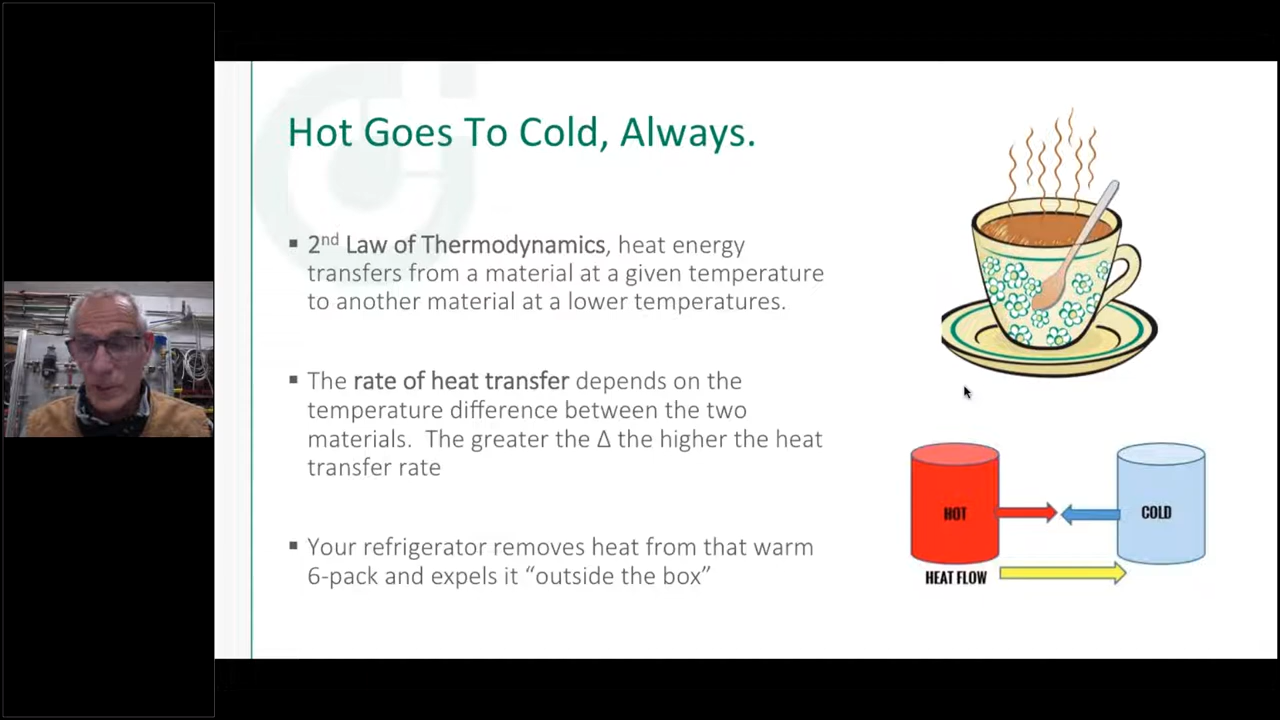 Hot Goes To Cold, Always.
▪ 2nd Law of Thermodynamics, heat energy
transfers from a material at a given temperature
to another material at a lower temperatures.
▪ The rate of heat transfer depends on the
temperature difference between the two
materials.  The greater the Δ the higher the heat
transfer rate
▪ Your refrigerator removes heat from that warm
6-pack and expels it “outside the box”
HOT
COLD
HEAT FLOW